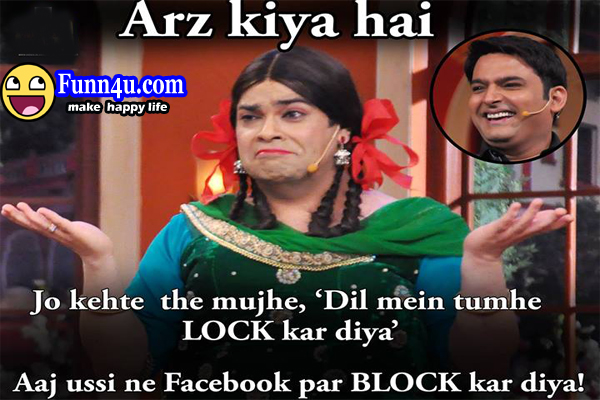 Arz kiya hai
Funn4u.com
make happy life
Jo kehte the mujhe, ‘Dil mein tumhe
LOCK kar diya’
Aaj ussi ne Facebook par BLOCK kar diya!